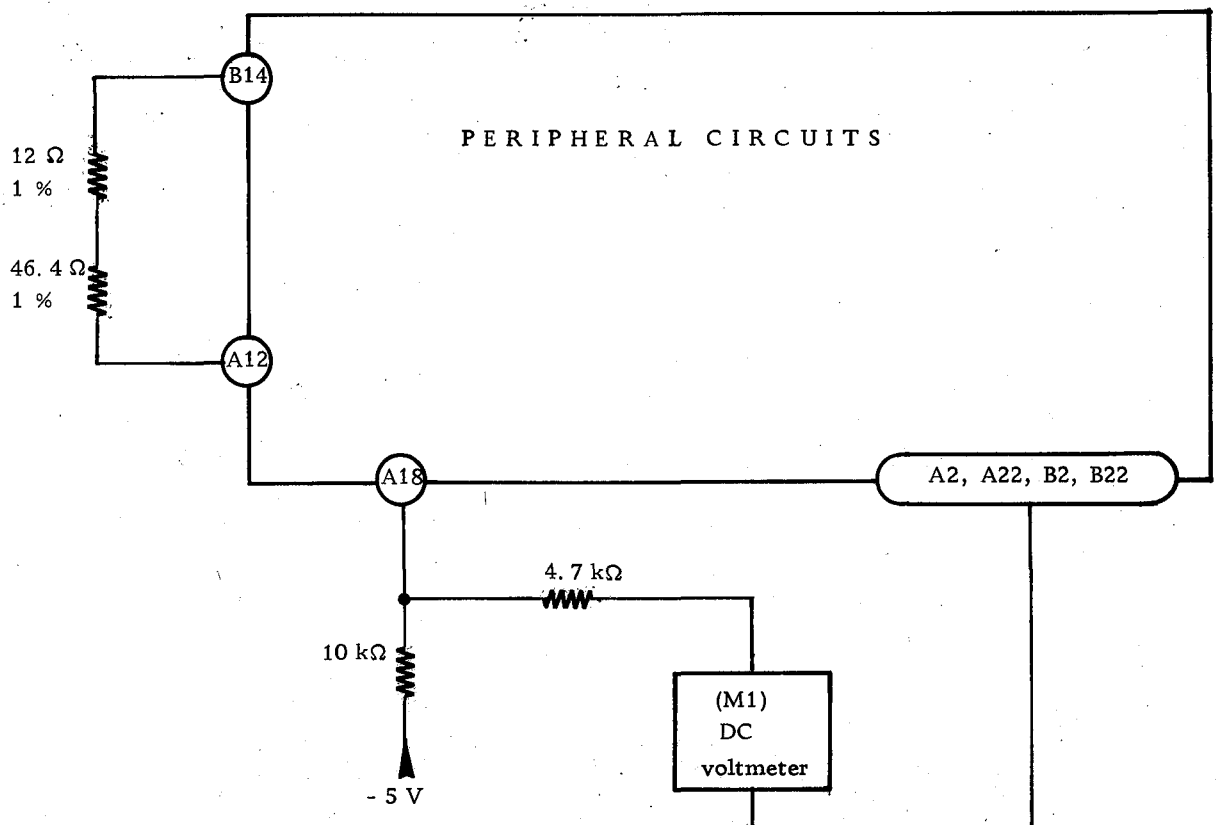 B14
PERIPHERAL CIRCUITS
12 Ω
1 %
46.4 Ω
1 %
A12
A18
A2, A22, B2, B22
4.7 kΩ
10 kΩ
(M1)
DC
voltmeter
- 5 V